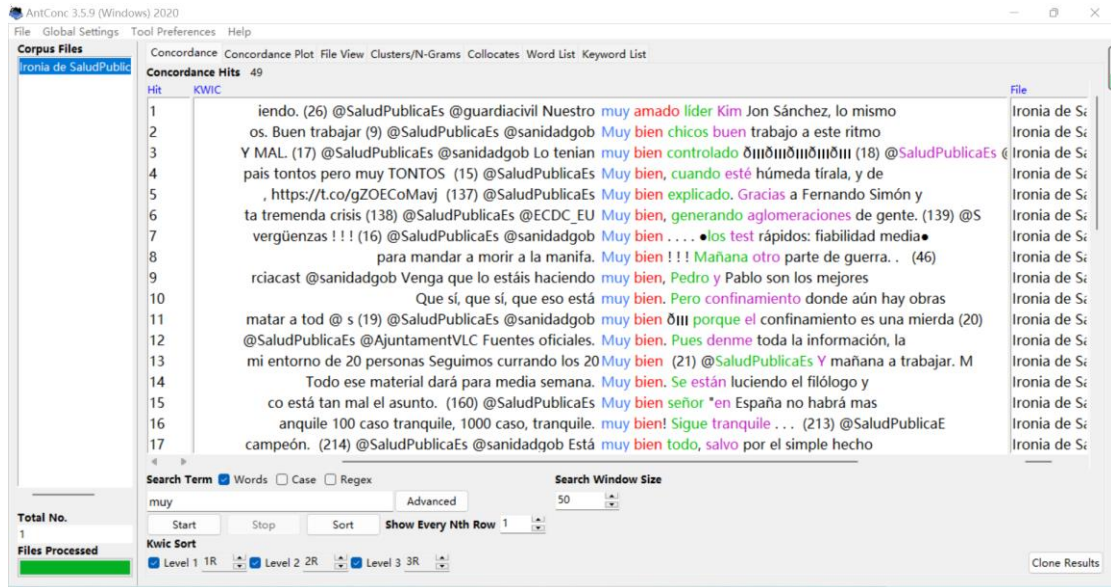 AntConc 3.5.9 (Windows) 2020
File Global Settings Tool Preferences Help
Corpus Files
Ironia de SaludPublic
Concordance Concordance Plot File View Clusters/N-Grams Collocates Word List Keyword List
Concordance Hits 49
Hit KWIC File
1 iendo. (26) @SaludPublicaEs @guardiacivil Nuestro muy amado líder Kim Jon Sánchez, lo mismo Ironia de Sa
2 os. Buen trabajar (9) @SaludPublicaEs @sanidadgob Muy bien chicos buen trabajo a este ritmo Ironia de Sa
3 Y MAL. (17) @SaludPublicaEs @sanidadgob Lo tenian muy bien controlado (18) @SaludPublicaEs @ Ironia de Sa
4 pais tontos pero muy TONTOS (15) @SaludPublicaEs Muy bien, cuando esté húmeda tírala, y de Ironia de Sa
5 , https://t.co/gZOECoMavj (137) @SaludPublicaEs Muy bien explicado. Gracias a Fernando Simón y Ironia de Sa
6 ta tremenda crisis (138) @SaludPublicaEs @ECDC_EU Muy bien, generando aglomeraciones de gente. (139) @S Ironia de Sa
7 vergüenzas ! ! ! (16) @SaludPublicaEs @sanidadgob Muy bien . . . . ●los test rápidos: fiabilidad media● Ironia de Sa
8 para mandar a morir a la manifa. Muy bien ! ! ! Mañana otro parte de guerra. . (46) Ironia de Sa
9 rciacast @sanidadgob Venga que lo estáis haciendo muy bien, Pedro y Pablo son los mejores Ironia de Sa
10 Que sí, que sí, que eso está muy bien. Pero confinamiento donde aún hay obras Ironia de Sa
11 matar a tod @ s (19) @SaludPublicaEs @sanidadgob muy bien porque el confinamiento es una mierda (20) Ironia de Sa
12 @SaludPublicaEs @AjuntamentVLC Fuentes oficiales. Muy bien. Pues denme toda la información, la Ironia de Sa
13 mi entorno de 20 personas Seguimos currando los 20 Muy bien (21) @SaludPublicaEs Y mañana a trabajar. M Ironia de Sa
14 Todo ese material dará para media semana. Muy bien. Se están luciendo el filólogo y Ironia de Sa
15 co está tan mal el asunto. (160) @SaludPublicaEs Muy bien señor "en España no habrá mas Ironia de Sa
16 anquile 100 caso tranquile, 1000 caso, tranquile. muy bien! Sigue tranquile . . . (213) @SaludPublicaE Ironia de Sa
17 campeón. (214) @SaludPublicaEs @sanidadgob Está muy bien todo, salvo por el simple hecho Ironia de Sa
Search Term Words Case Regex Search Window Size
muy Advanced 50
Start Stop Sort Show Every Nth Row 1
Total No.
1
Files Processed
Kwic Sort
Level 1 1R Level 2 2R Level 3 3R Clone Results